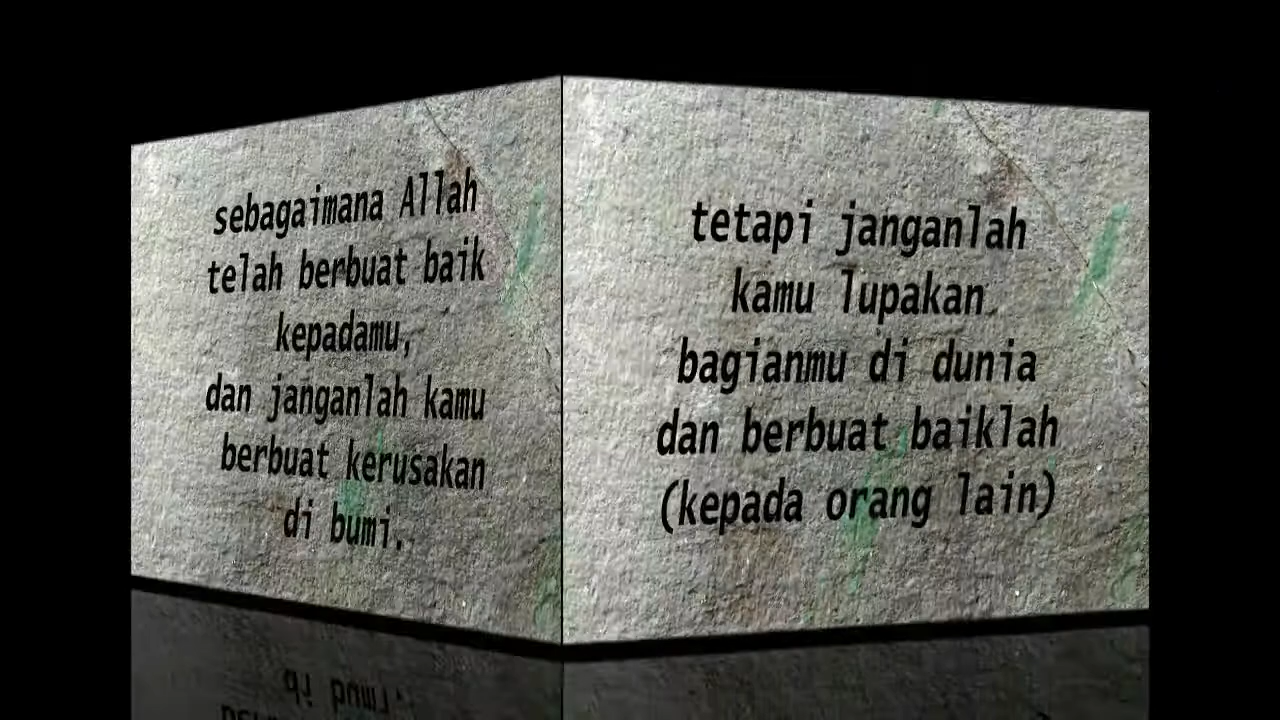 sebagaimana Allah
telah berbuat baik
kepadamu,
dan janganlah kamu
berbuat kerusakan
di bumi.
tetapi janganlah
kamu lupakan
bagianmu di dunia
dan berbuat baiklah
(kepada orang lain)